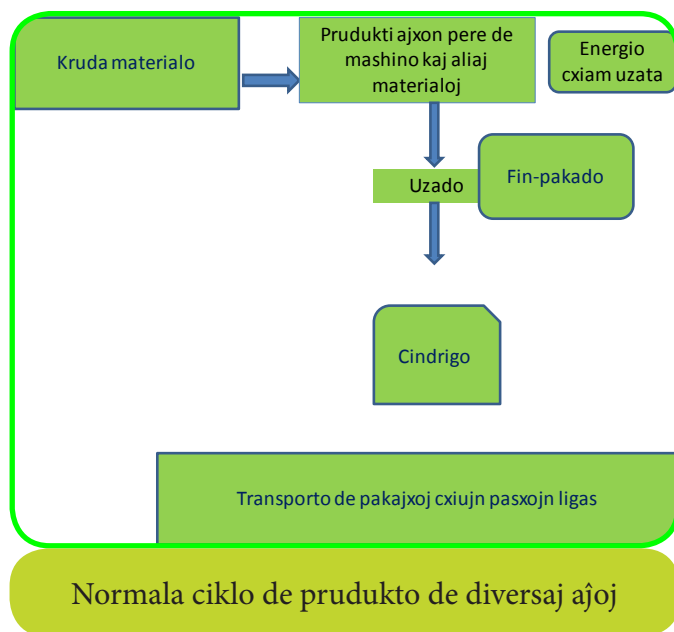 Kruda materialo
Prudukti ajxon pere de
mashino kaj aliaj
materialoj
Energio
cxiam uzata
Uzado
Fin-pakado
Cindrigo
Transporto de pakajxoj cxiujn pasxojn ligas
Normala ciklo de prudukto de diversaj aĵoj